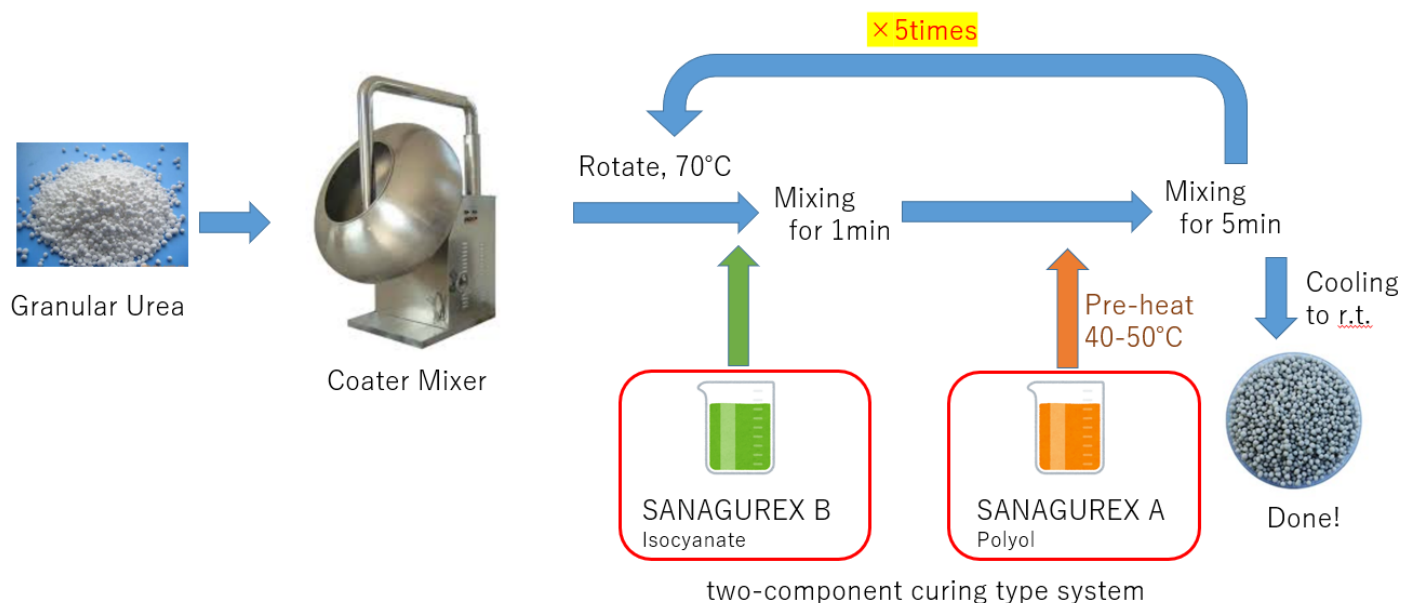 ×5times
Rotate, 70°C
Mixing
for 1min
Mixing
for 5min
Granular Urea
Coater Mixer
Pre-heat
40-50°C
Cooling
to r.t.
SANAGUREX B
Isocyanate
SANAGUREX A
Polyol
Done!
two-component curing type system